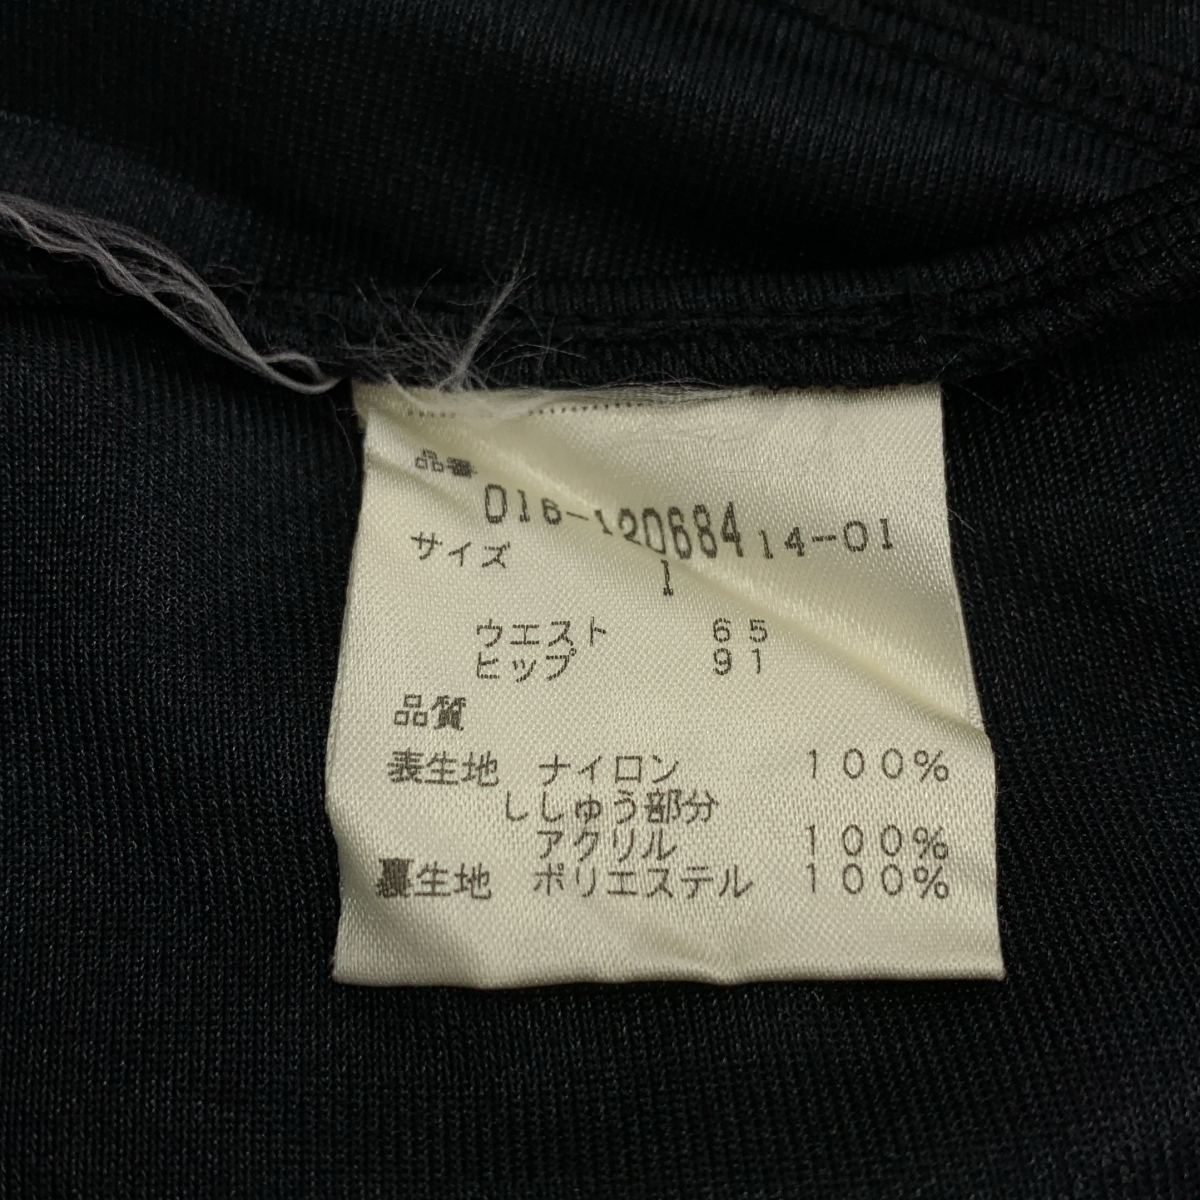 品番
016-120684 14-01
サイズ 1
ウエスト 65
ヒップ 91
品質
表生地 ナイロン 100%
ししゅう部分
アクリル 100%
裏生地 ポリエステル 100%